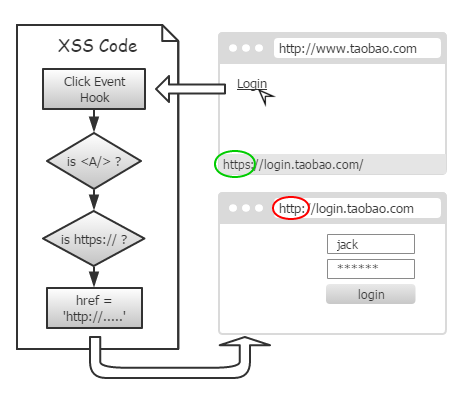 XSS Code
Click Event
Hook
is <A/> ?
is https:// ?
href =
'http://.....'
http://www.taobao.com
Login
https://login.taobao.com/
http://login.taobao.com
jack
******
login